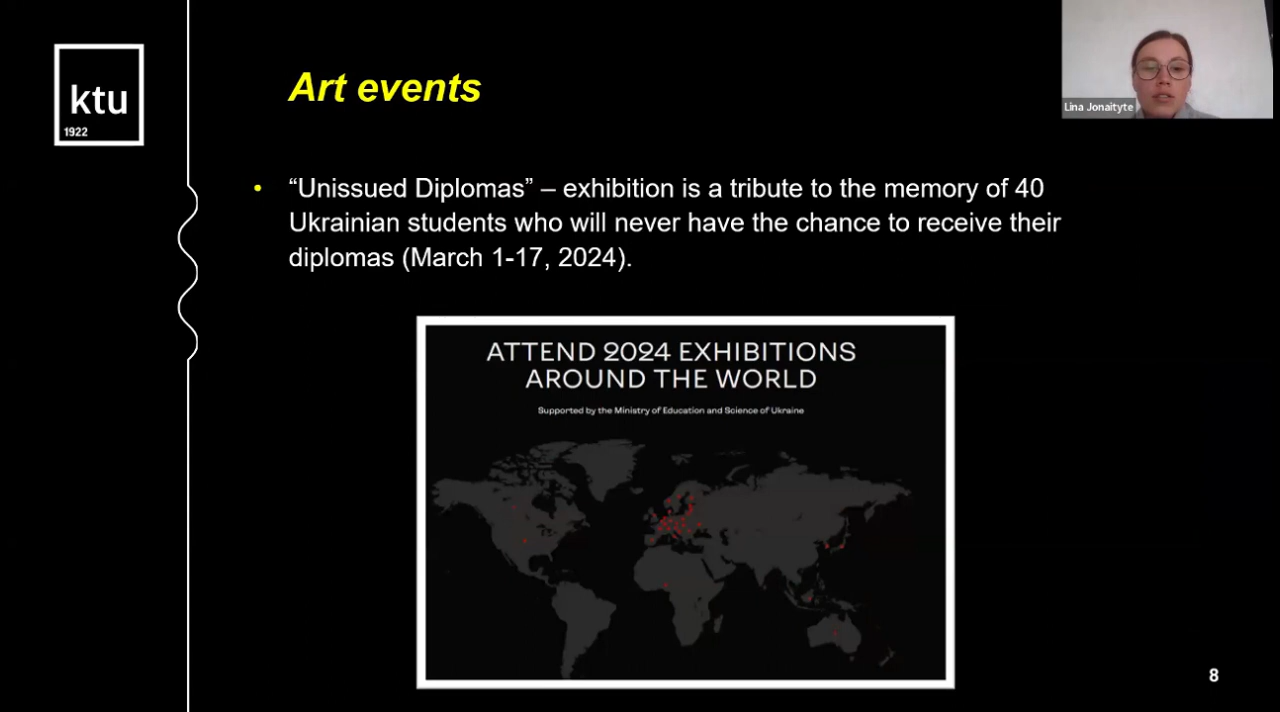 ktu
1922
Art events
Lina Jonaityte
• “Unissued Diplomas” – exhibition is a tribute to the memory of 40
Ukrainian students who will never have the chance to receive their
diplomas (March 1-17, 2024).
ATTEND 2024 EXHIBITIONS
AROUND THE WORLD
Supported by the Ministry of Education and Science of Ukraine
8